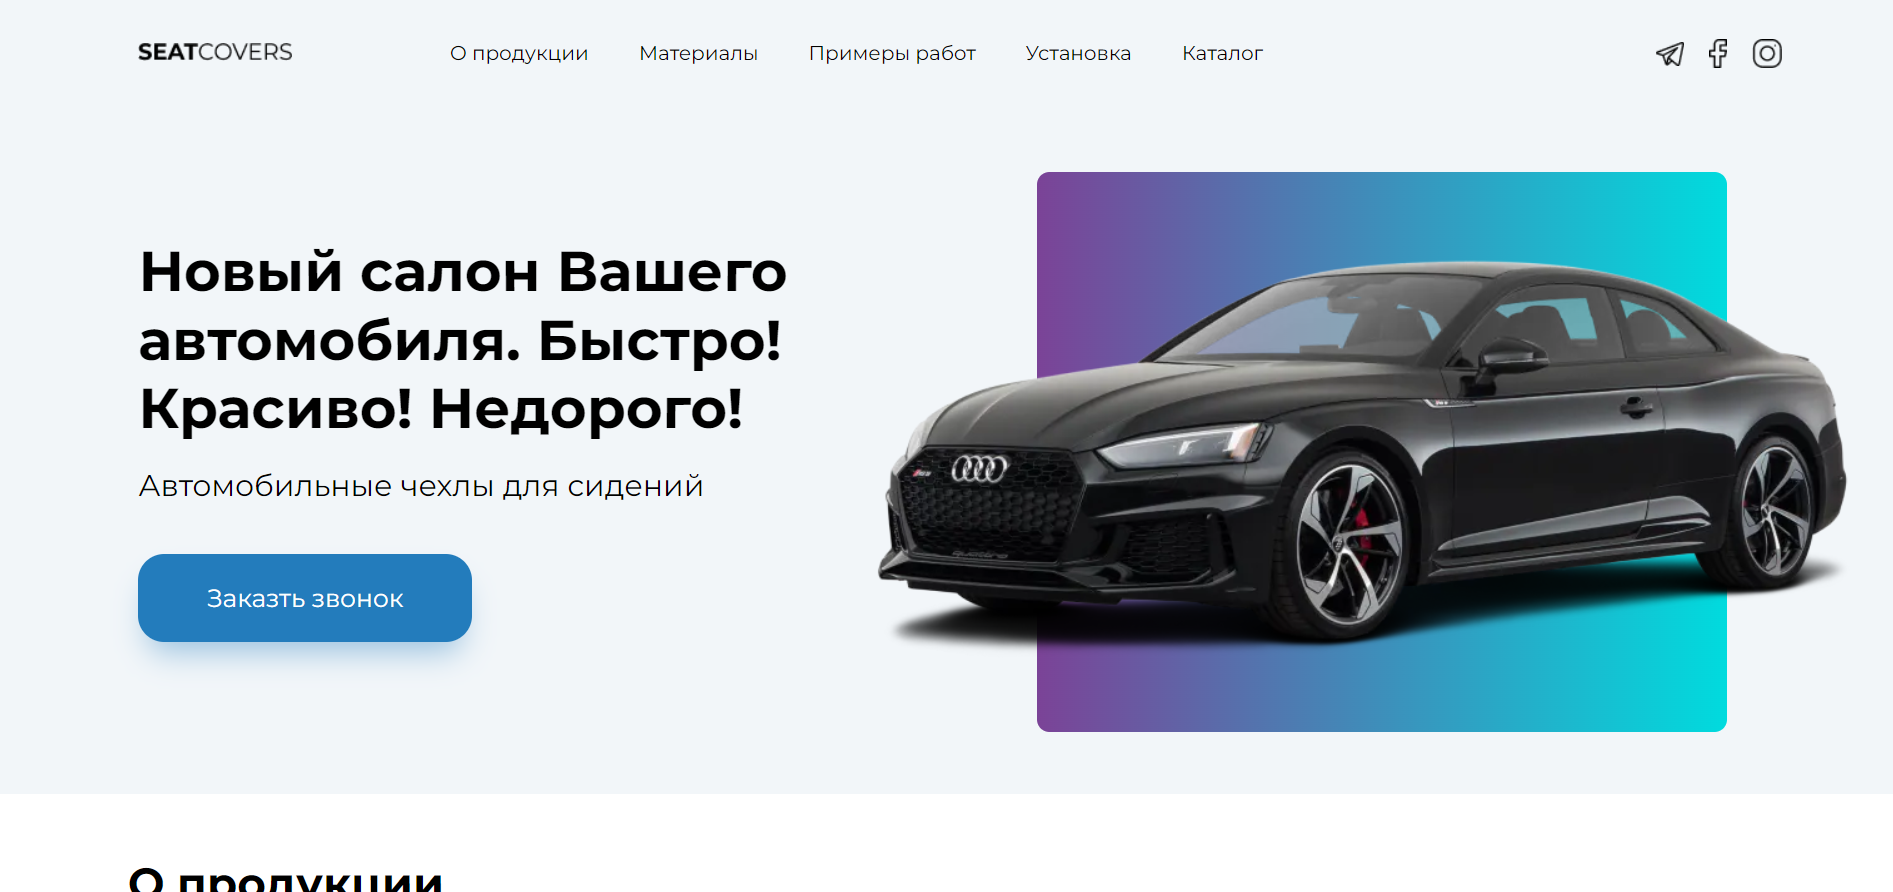 SEATCOVERS
О продукции
Материалы
Примеры работ
Установка
Каталог
Новый салон Вашего
автомобиля. Быстро!
Красиво! Недорого!
Автомобильные чехлы для сидений
Заказть звонок
quattro
О продукции